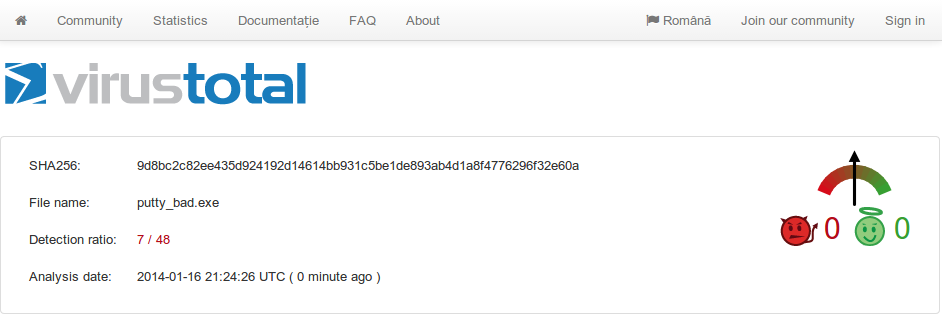 Community Statistics Documentație FAQ About Română Join our community Sign in
virustotal
SHA256: 9d8bc2c82ee435d924192d14614bb931c5be1de893ab4d1a8f4776296f32e60a
File name: putty_bad.exe
Detection ratio: 7 / 48
0 0
Analysis date: 2014-01-16 21:24:26 UTC ( 0 minute ago )